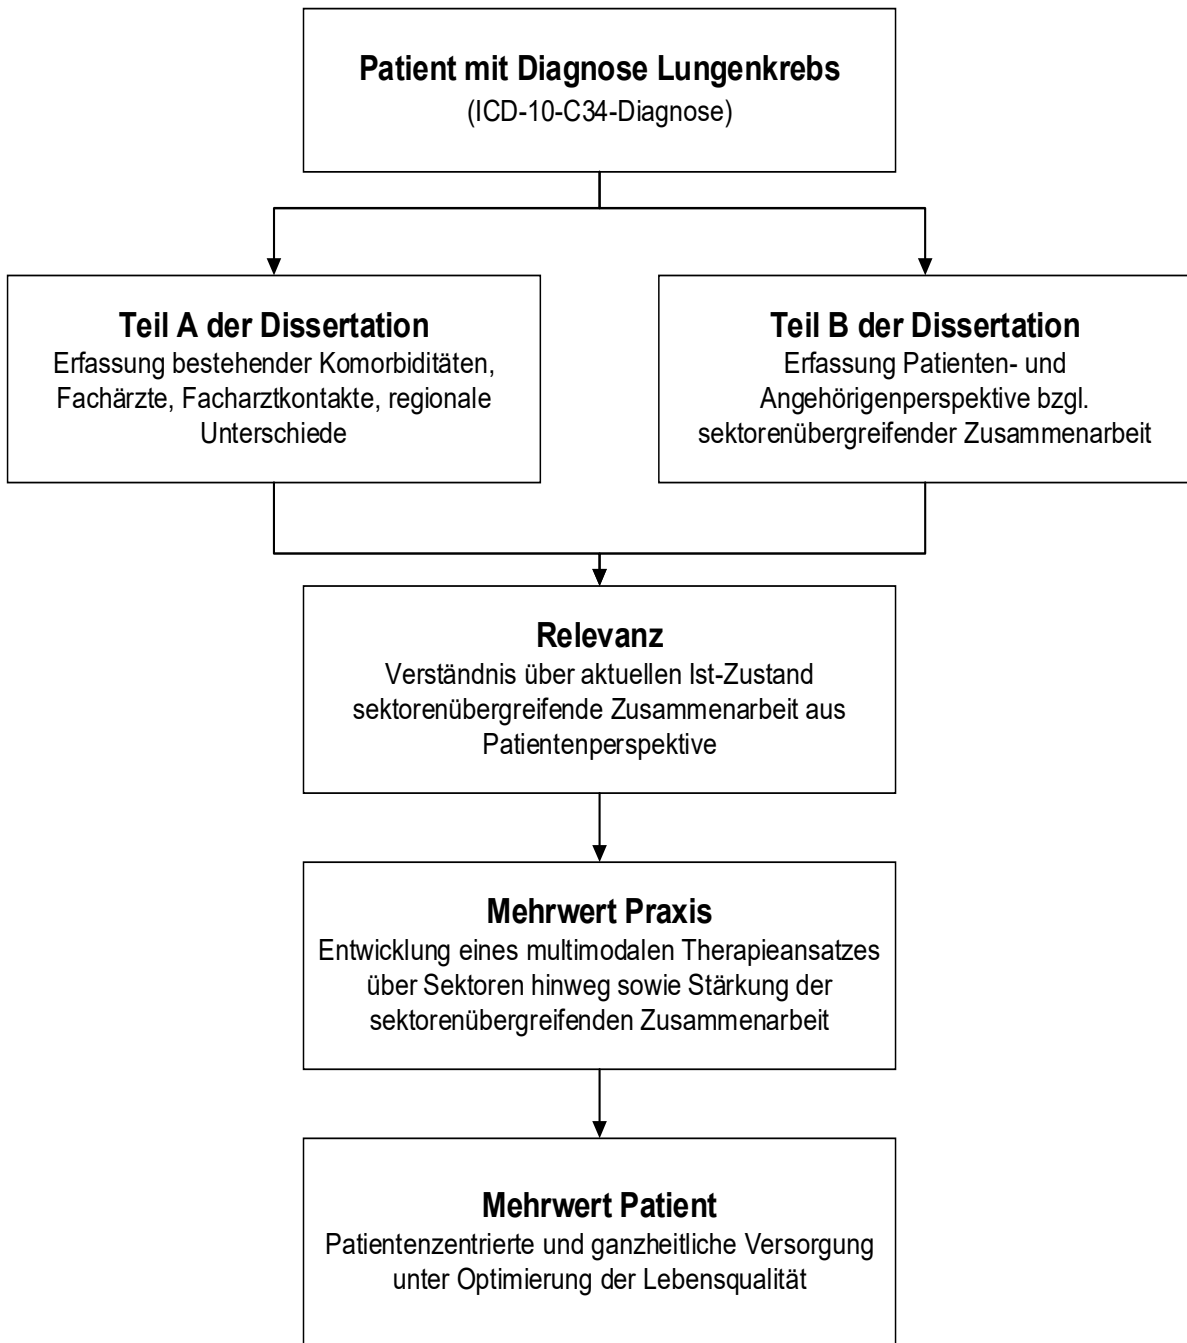 Patient mit Diagnose Lungenkrebs
(ICD-10-C34-Diagnose)
Teil A der Dissertation
Erfassung bestehender Komorbiditäten,
Fachärzte, Facharztkontakte, regionale
Unterschiede
Teil B der Dissertation
Erfassung Patienten- und
Angehörigenperspektive bzgl.
sektorenübergreifender Zusammenarbeit
Relevanz
Verständnis über aktuellen Ist-Zustand
sektorenübergreifende Zusammenarbeit aus
Patientenperspektive
Mehrwert Praxis
Entwicklung eines multimodalen Therapieansatzes
über Sektoren hinweg sowie Stärkung der
sektorenübergreifenden Zusammenarbeit
Mehrwert Patient
Patientenzentrierte und ganzheitliche Versorgung
unter Optimierung der Lebensqualität